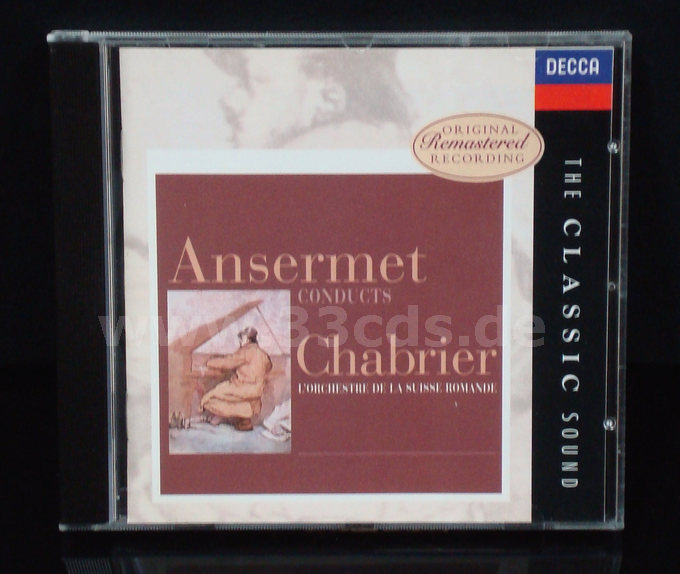 DECCA
ORIGINAL
Remastered
RECORDING
THE CLASSIC SOUND
Ansermet
CONDUCTS
www.33cds.de
Chabrier
L'ORCHESTRE DE LA SUISSE ROMANDE